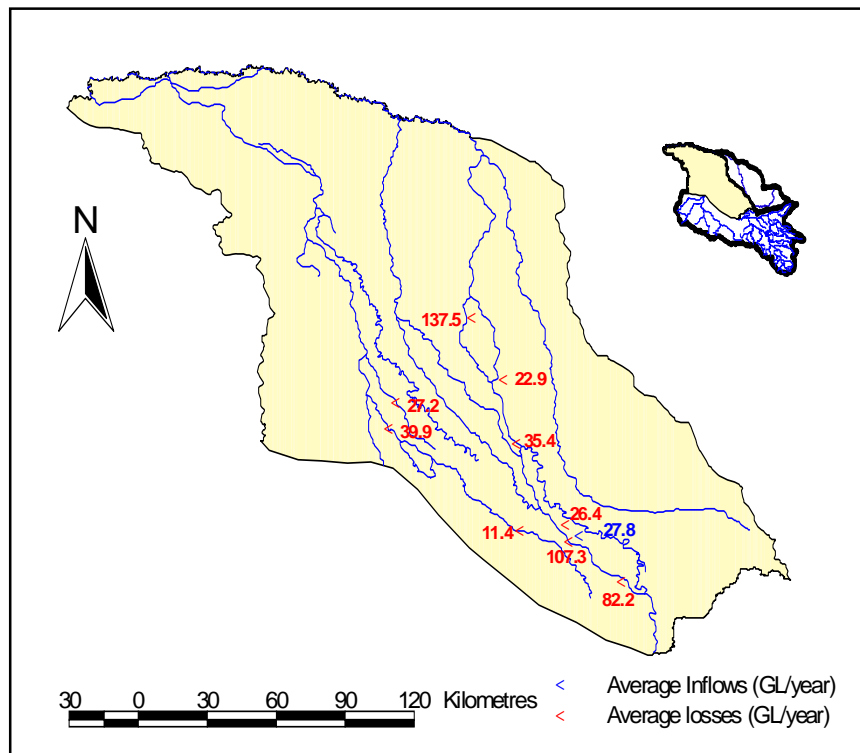 N
137.5
22.9
27.2
39.9
35.4
26.4
27.8
11.4
107.3
82.2
30 0 30 60 90 120 Kilometres
< Average Inflows (GL/year)
< Average losses (GL/year)